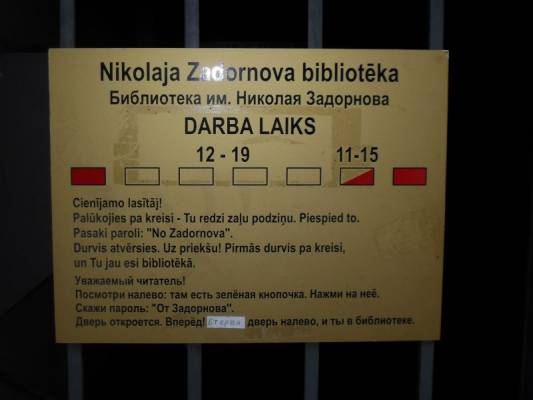 Nikolaja Zadornova bibliotēka
Библиотека им. Николая Задорнова
DARBA LAIKS
12 - 19 11-15
Cienījamo lasītāj!
Palūkojies pa kreisi - Tu redzi zaļu podziņu. Piespied to.
Pasaki paroli: "No Zadornova".
Durvis atvērsies. Uz priekšu! Pirmās durvis pa kreisi,
un Tu jau esi bibliotēkā.
Уважаемый читатель!
Посмотри налево: там есть зелёная кнопочка. Нажми на неё.
Скажи пароль: "От Задорнова".
Дверь откроется. Вперёд! Вторая дверь налево, и ты в библиотеке.